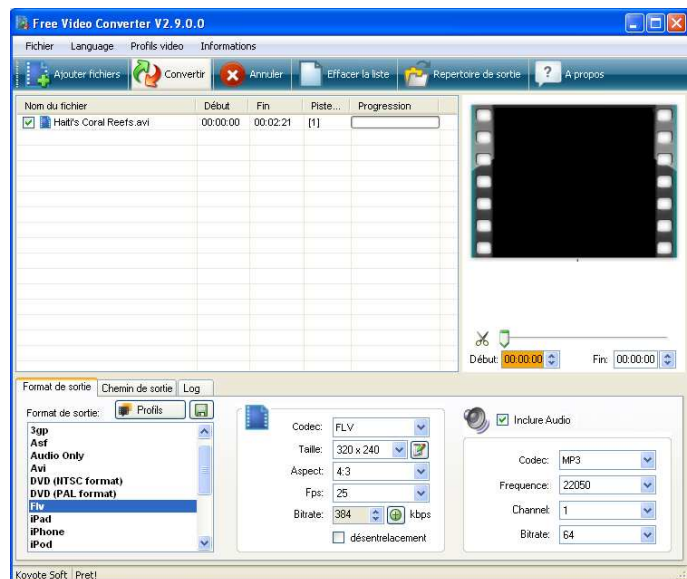 Free Video Converter V2.9.0.0
Fichier Language Profils video Informations
Ajouter fichiers Convertir Annuler Effacer la liste Repertoire de sortie ? A propos
Nom du fichier Début Fin Piste... Progression
Haiti's Coral Reefs.avi 00:00:00 00:02:21 [1]
Début: 00:00:00 Fin: 00:00:00
Format de sortie Chemin de sortie Log
Format de sortie: Profils
3gp
Asf
Audio Only
Avi
DVD (NTSC format)
DVD (PAL format)
Flv
iPad
iPhone
iPod
Codec: FLV
Taille: 320 x 240
Aspect: 4:3
Fps: 25
Bitrate: 384 kbps
désentrelacement
Inclure Audio
Codec: MP3
Frequence: 22050
Channel: 1
Bitrate: 64
Koyote Soft Pret!